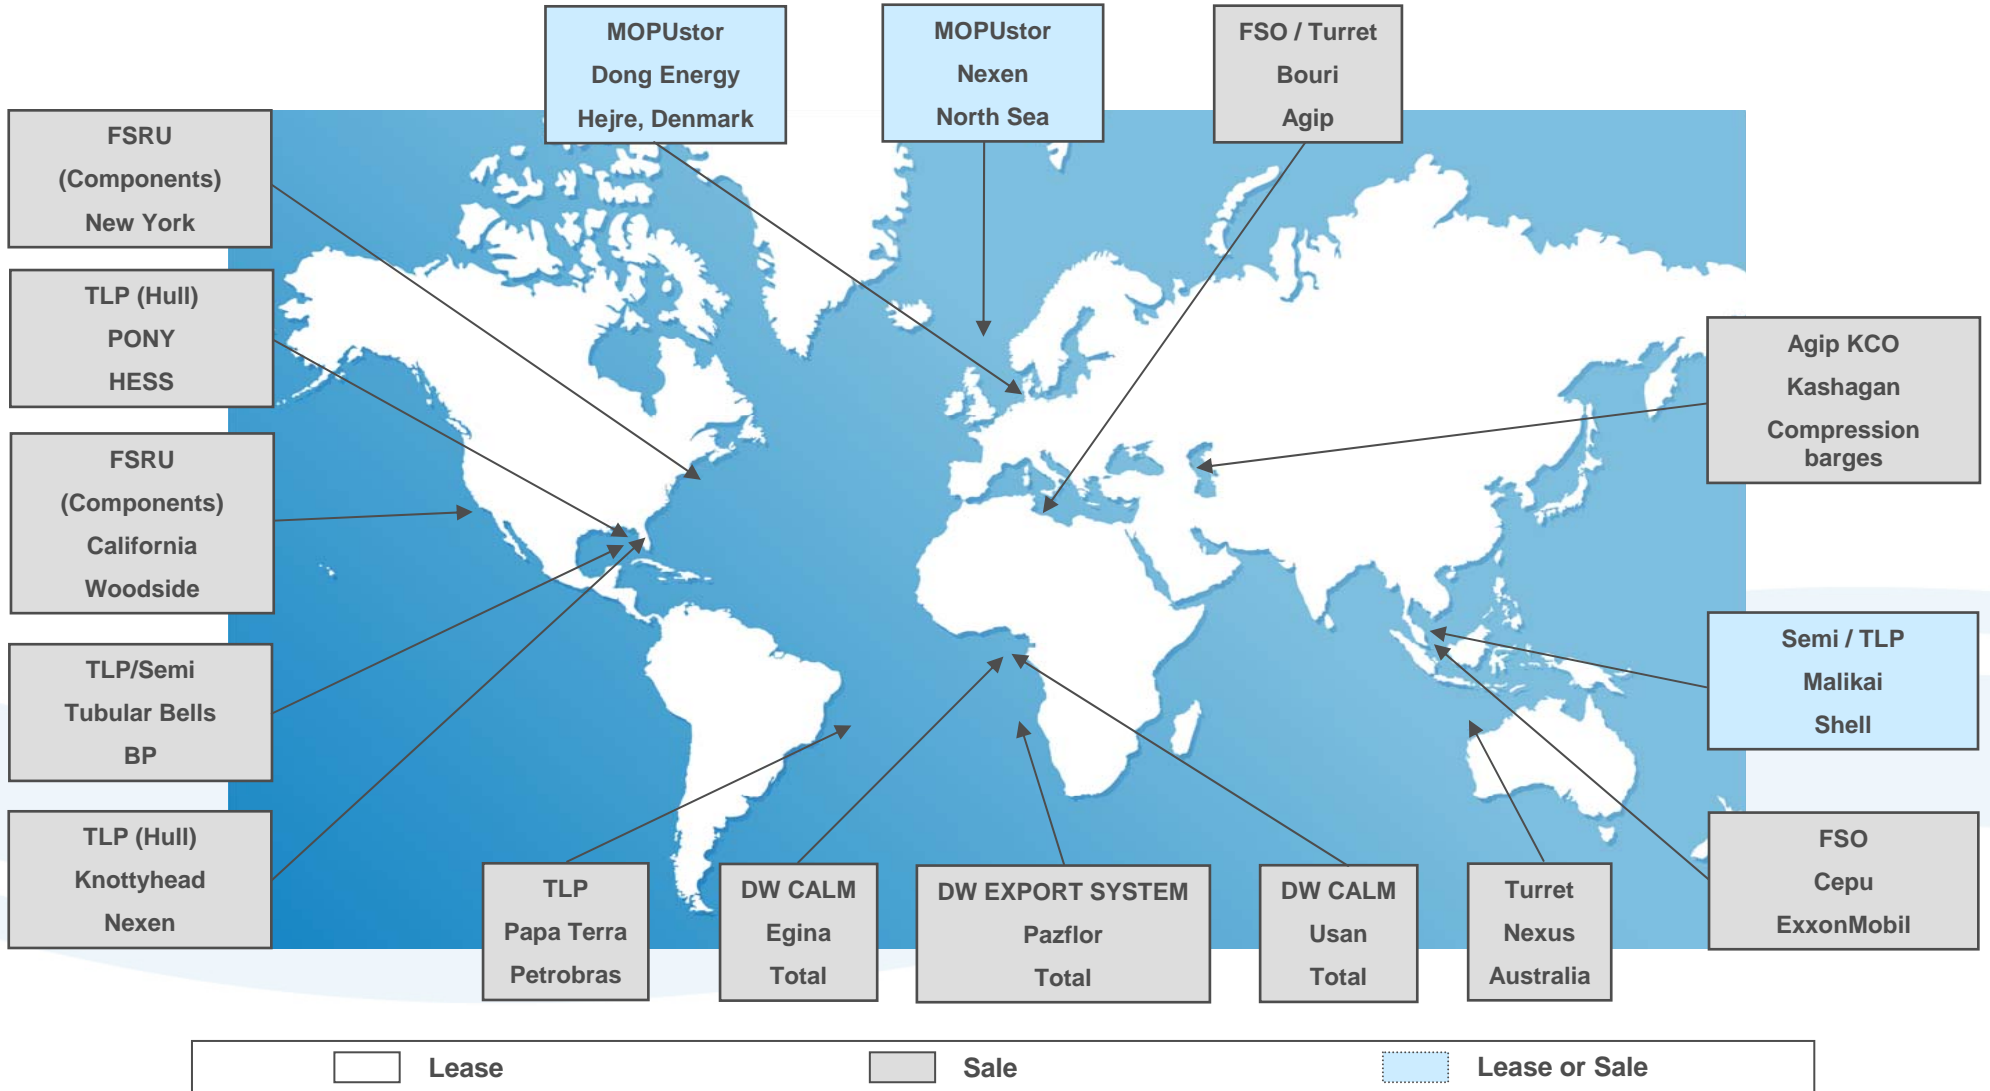 MOPUstor
Dong Energy
Hejre, Denmark
MOPUstor
Nexen
North Sea
FSO / Turret
Bouri
Agip
FSRU
(Components)
New York
TLP (Hull)
PONY
HESS
FSRU
(Components)
California
Woodside
TLP/Semi
Tubular Bells
BP
TLP (Hull)
Knottyhead
Nexen
Agip KCO
Kashagan
Compression
barges
Semi / TLP
Malikai
Shell
FSO
Cepu
ExxonMobil
TLP
Papa Terra
Petrobras
DW CALM
Egina
Total
DW EXPORT SYSTEM
Pazflor
Total
DW CALM
Usan
Total
Turret
Nexus
Australia
Lease
Sale
Lease or Sale